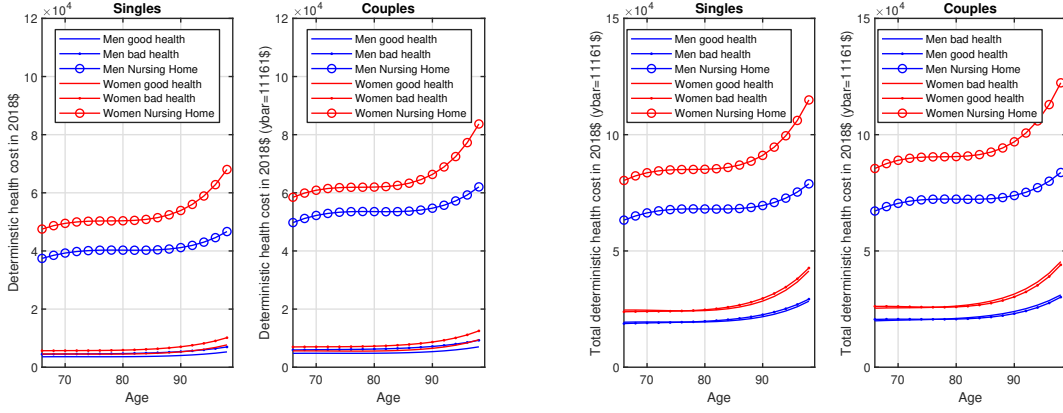 Singles
×10⁴
Deterministic health cost in 2018$
12
10
8
6
4
2
0
70
80
90
Age
Men good health
Men bad health
Men Nursing Home
Women good health
Women bad health
Women Nursing Home
Couples
×10⁴
Deterministic health cost in 2018$ (ybar=11161$)
12
10
8
6
4
2
0
70
80
90
Age
Men good health
Men bad health
Men Nursing Home
Women good health
Women bad health
Women Nursing Home
Singles
×10⁴
Total deterministic health cost in 2018$ (ybar=11161$)
15
10
5
0
70
80
90
Age
Men bad health
Men good health
Men Nursing Home
Women bad health
Women bad health
Women Nursing Home
Couples
×10⁴
Total deterministic health cost in 2018$ (ybar=11161$)
15
10
5
0
70
80
90
Age
Men bad health
Men good health
Men Nursing Home
Women bad health
Women good health
Women Nursing Home